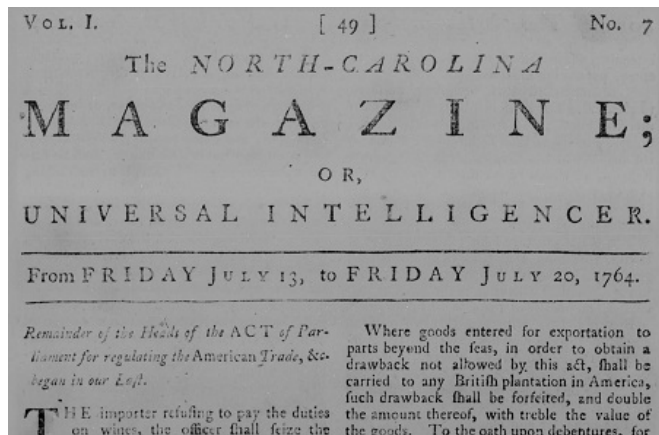 VOL. I. [ 49 ] No. 7
The NORTH-CAROLINA
MAGAZINE;
OR,
UNIVERSAL INTELLIGENCER.
From FRIDAY JULY 13, to FRIDAY JULY 20, 1764.
Remainder of the Heads of the ACT of Par-
liament for regulating the American Trade, &c.
began in our Laſt.
THE importer refuſing to pay the duties
on wines, the officer ſhall ſeize the
Where goods entered for exportation to
parts beyond the ſeas, in order to obtain a
drawback not allowed by this act, ſhall be
carried to any Britiſh plantation in America,
ſuch drawback ſhall be forfeited, and double
the amount thereof, with treble the value of
the goods. To the oath upon debentures, for